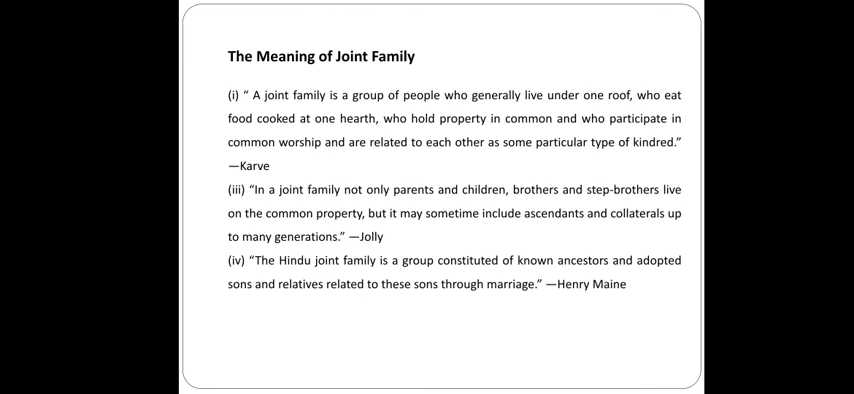 The Meaning of Joint Family
(i) “ A joint family is a group of people who generally live under one roof, who eat
food cooked at one hearth, who hold property in common and who participate in
common worship and are related to each other as some particular type of kindred.”
—Karve
(iii) “In a joint family not only parents and children, brothers and step-brothers live
on the common property, but it may sometime include ascendants and collaterals up
to many generations.” —Jolly
(iv) “The Hindu joint family is a group constituted of known ancestors and adopted
sons and relatives related to these sons through marriage.” —Henry Maine